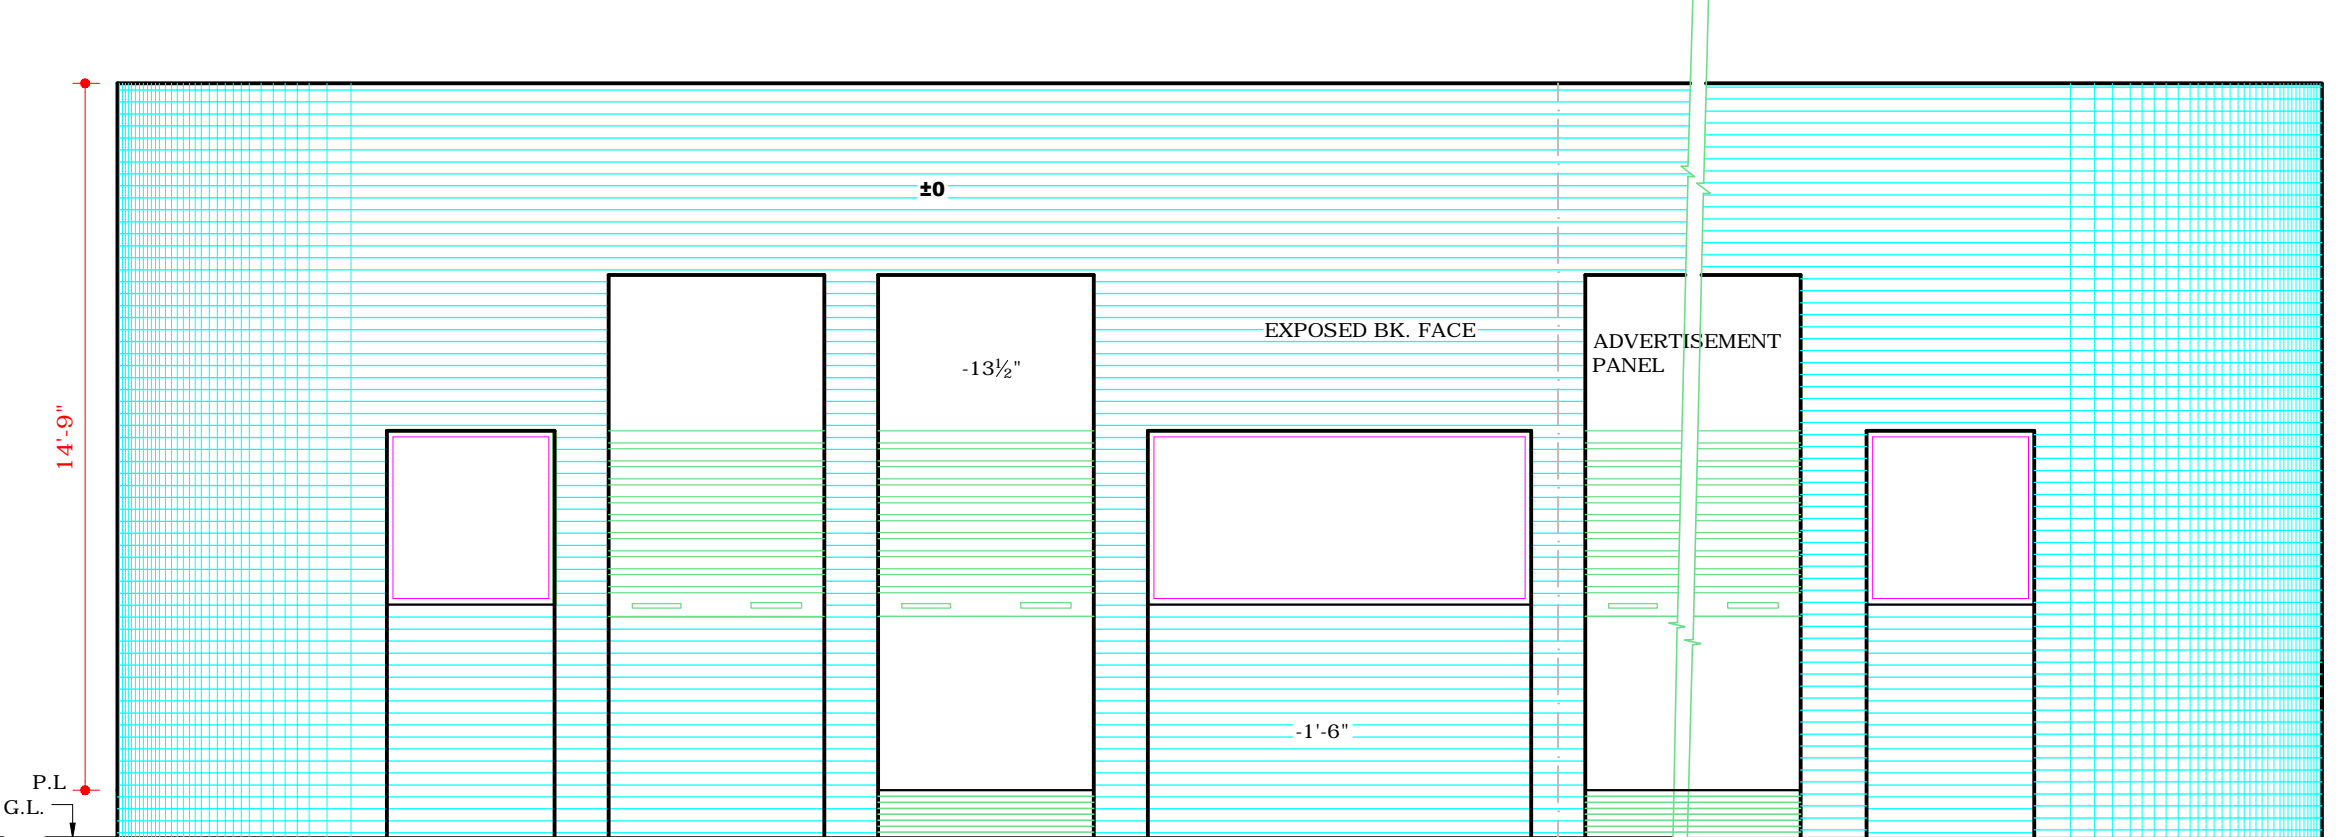 ±0
EXPOSED BK. FACE
ADVERTISEMENT
PANEL
-13½"
14'-9"
-1'-6"
P.L
G.L.